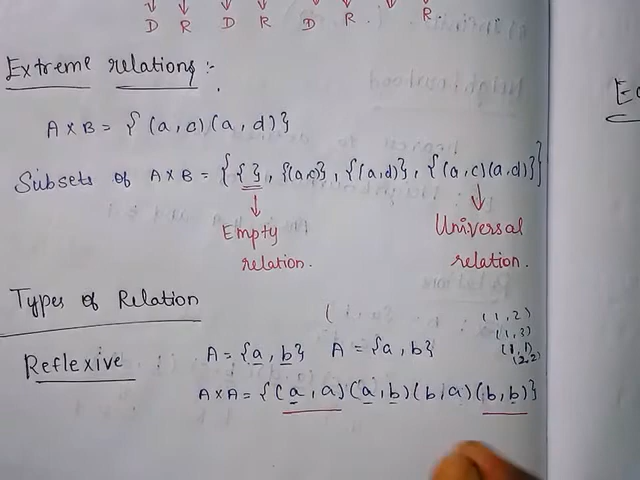 D R D R D R R.
Extreme relations :-
A×B = {(a,c)(a,d)}
Subsets of A×B = {{ }, {(a,c)}, {(a,d)}, {(a,c)(a,d)}}
Empty relation.
Universal relation.
Types of Relation
(1,2)
(1,3)
(1,1)
(2,2)
Reflexive A = {a, b} A = {a, b}
A×A = {(a,a)(a,b)(b,a)(b,b)}